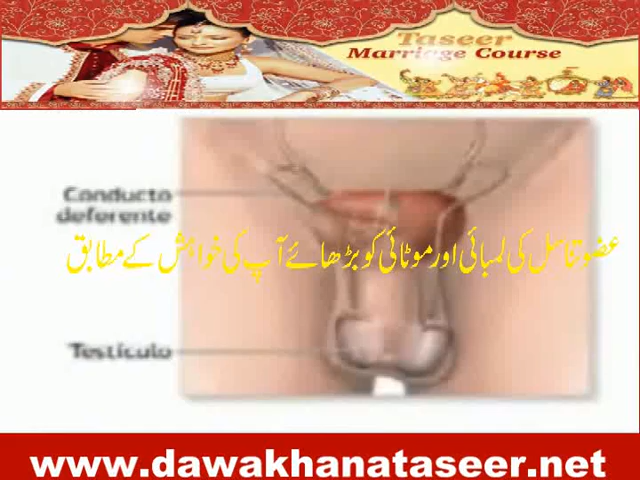 Taseer
Marriage Course
Conducto
deferente
عضو تناسل کی لمبائی اور موٹائی کو بڑھائے آپ کی خواہش کے مطابق
Testículo
www.dawakhanataseer.net